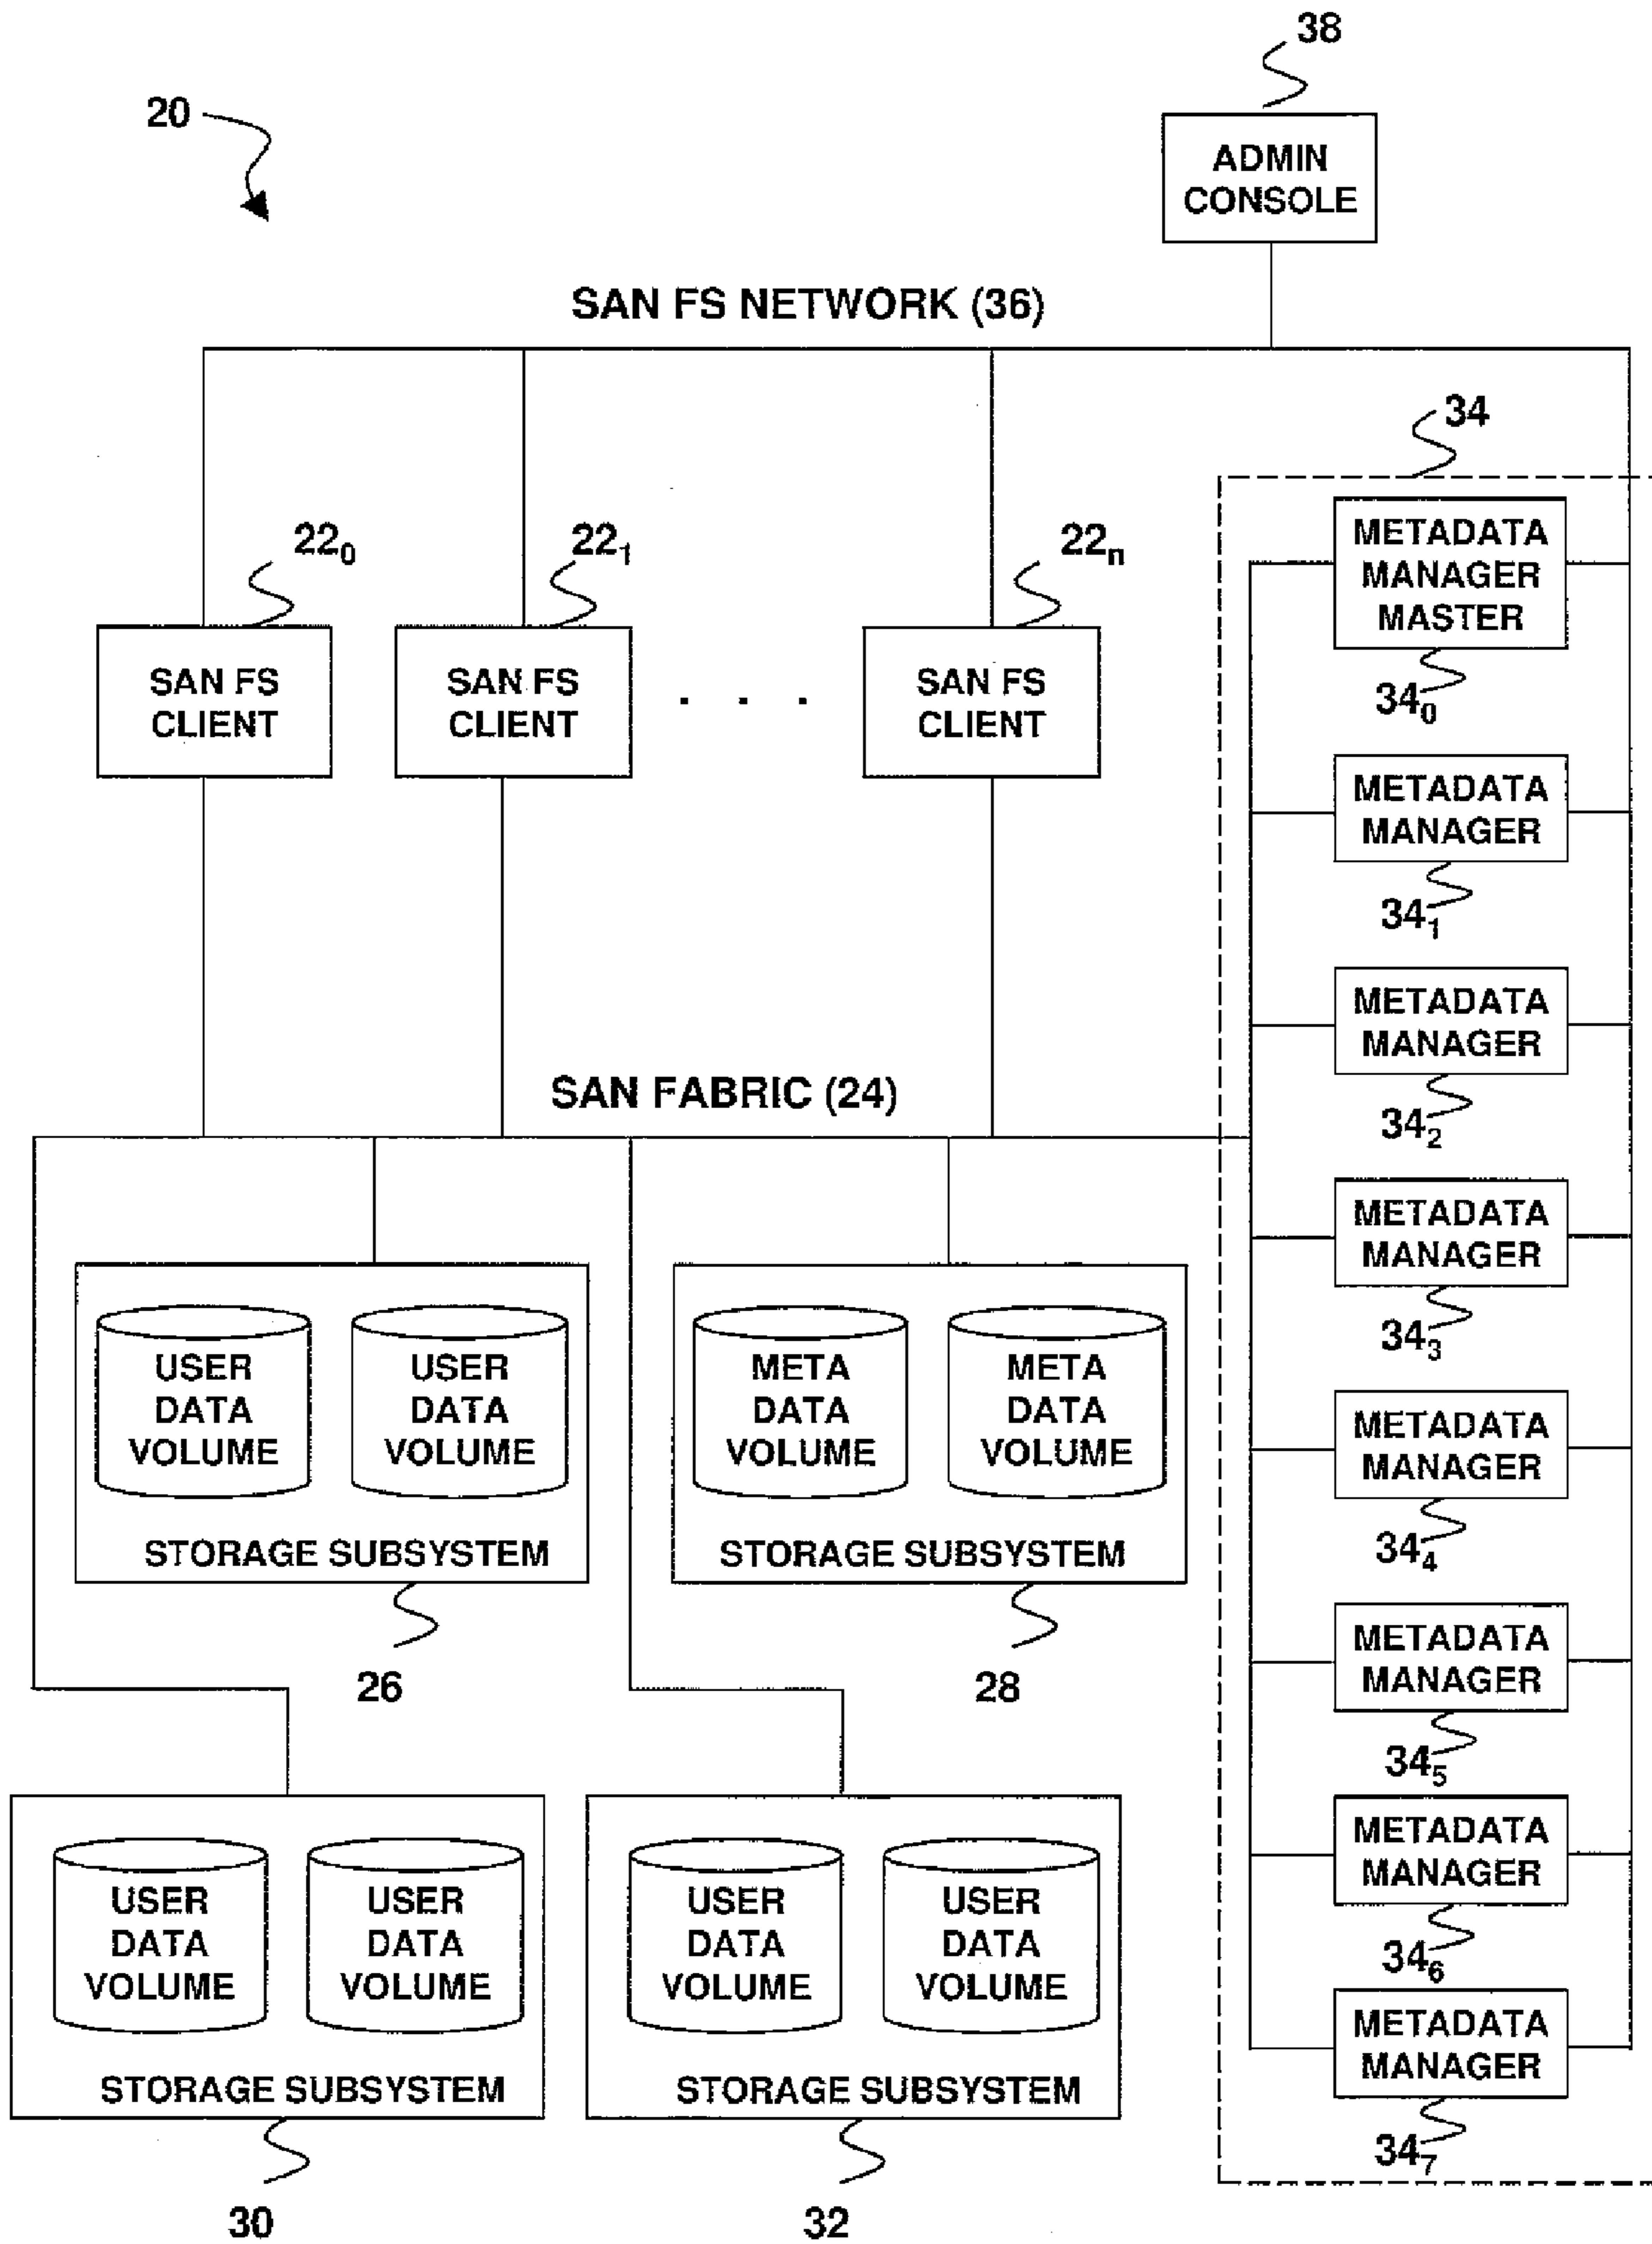 38
20
ADMIN
CONSOLE
SAN FS NETWORK (36)
34
22₀
22₁
22ₙ
SAN FS
CLIENT
SAN FS
CLIENT
. . .
SAN FS
CLIENT
METADATA
MANAGER
MASTER
34₀
METADATA
MANAGER
34₁
METADATA
MANAGER
34₂
SAN FABRIC (24)
METADATA
MANAGER
34₃
USER
DATA
VOLUME
USER
DATA
VOLUME
STORAGE SUBSYSTEM
26
META
DATA
VOLUME
META
DATA
VOLUME
STORAGE SUBSYSTEM
28
METADATA
MANAGER
34₄
METADATA
MANAGER
34₅
USER
DATA
VOLUME
USER
DATA
VOLUME
STORAGE SUBSYSTEM
30
USER
DATA
VOLUME
USER
DATA
VOLUME
STORAGE SUBSYSTEM
32
METADATA
MANAGER
34₆
METADATA
MANAGER
34₇